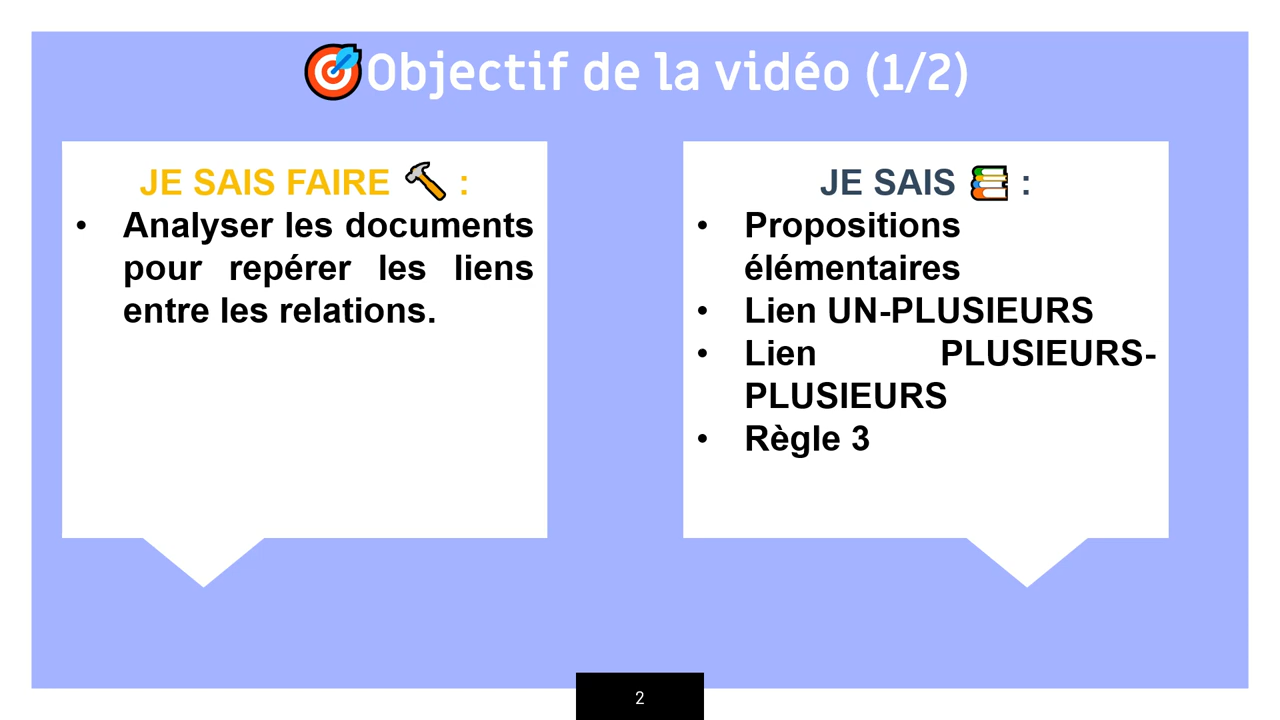 Objectif de la vidéo (1/2)
JE SAIS FAIRE :
• Analyser les documents
pour repérer les liens
entre les relations.
JE SAIS :
• Propositions
élémentaires
• Lien UN-PLUSIEURS
• Lien PLUSIEURS-
PLUSIEURS
• Règle 3
2